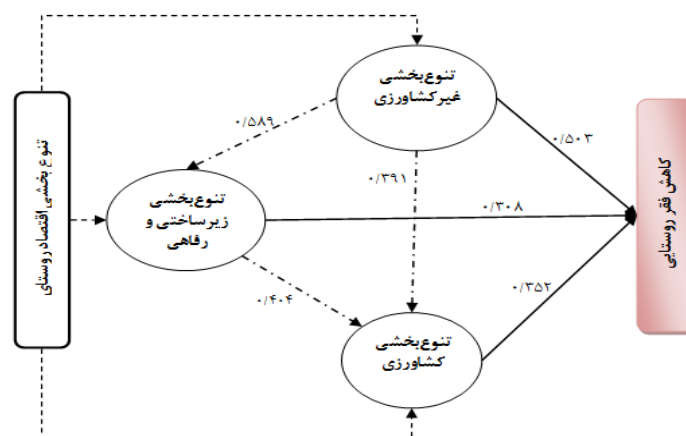 تنوع‌بخشی
غیرکشاورزی
۰/۵۸۹
۰/۵۰۳
تنوع بخشی اقتصاد روستای
۰/۳۹۱
کاهش فقر روستایی
تنوع‌بخشی
زیرساختی و
رفاهی
۰/۳۰۸
۰/۴۰۴
۰/۳۵۲
تنوع‌بخشی
کشاورزی